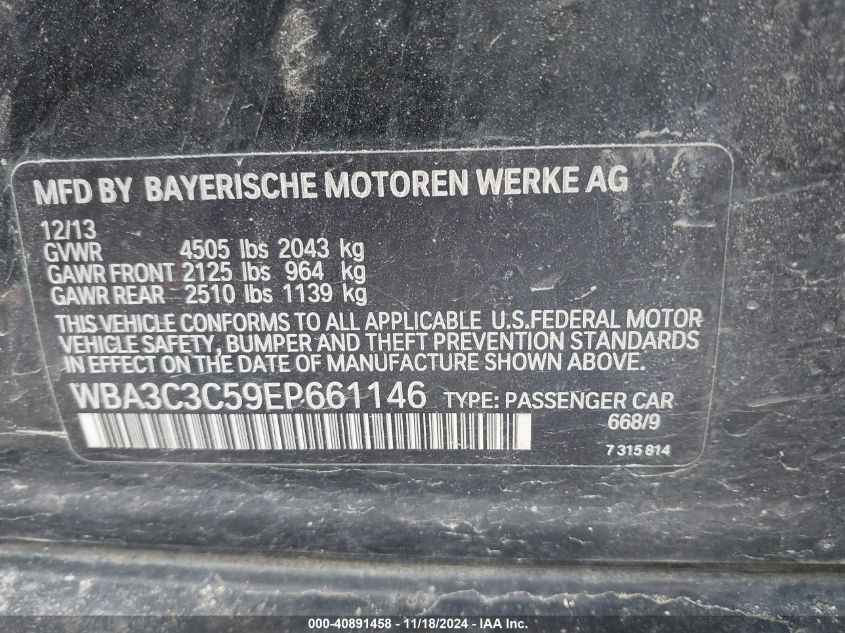 MFD BY BAYERISCHE MOTOREN WERKE AG
12/13
GVWR 4505 lbs 2043 kg
GAWR FRONT 2125 lbs 964 kg
GAWR REAR 2510 lbs 1139 kg
THIS VEHICLE CONFORMS TO ALL APPLICABLE U.S.FEDERAL MOTOR
VEHICLE SAFETY, BUMPER AND THEFT PREVENTION STANDARDS
IN EFFECT ON THE DATE OF MANUFACTURE SHOWN ABOVE.
WBA3C3C59EP661146 TYPE: PASSENGER CAR
668/9
7 315 814
000-40891458 - 11/18/2024 - IAA Inc.